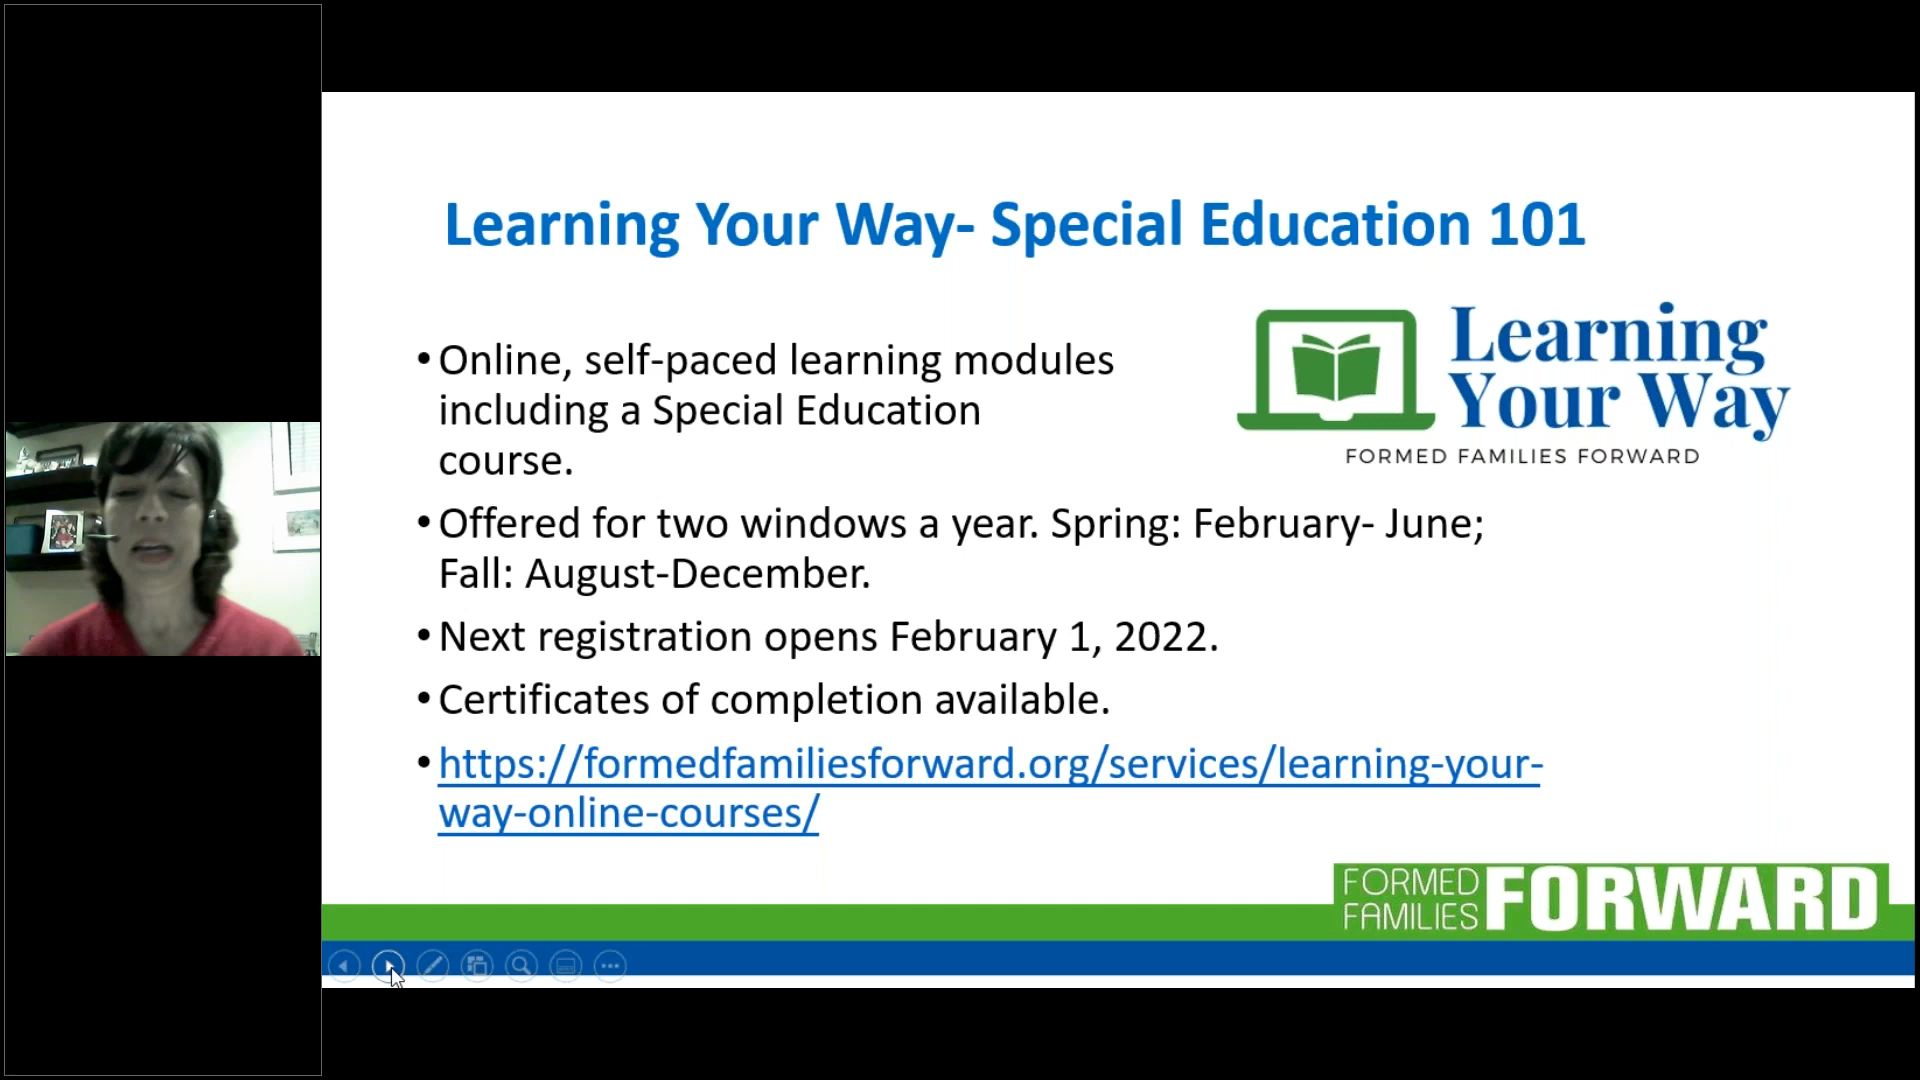 Learning Your Way- Special Education 101
Learning
Your Way
FORMED FAMILIES FORWARD
•Online, self-paced learning modules
including a Special Education
course.
•Offered for two windows a year. Spring: February- June;
Fall: August-December.
•Next registration opens February 1, 2022.
•Certificates of completion available.
•https://formedfamiliesforward.org/services/learning-your-
way-online-courses/
FORMED
FAMILIES
FORWARD